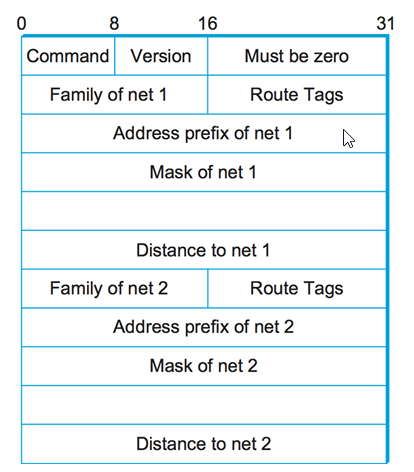 0 8 16 31
Command Version Must be zero
Family of net 1 Route Tags
Address prefix of net 1
Mask of net 1
Distance to net 1
Family of net 2 Route Tags
Address prefix of net 2
Mask of net 2
Distance to net 2